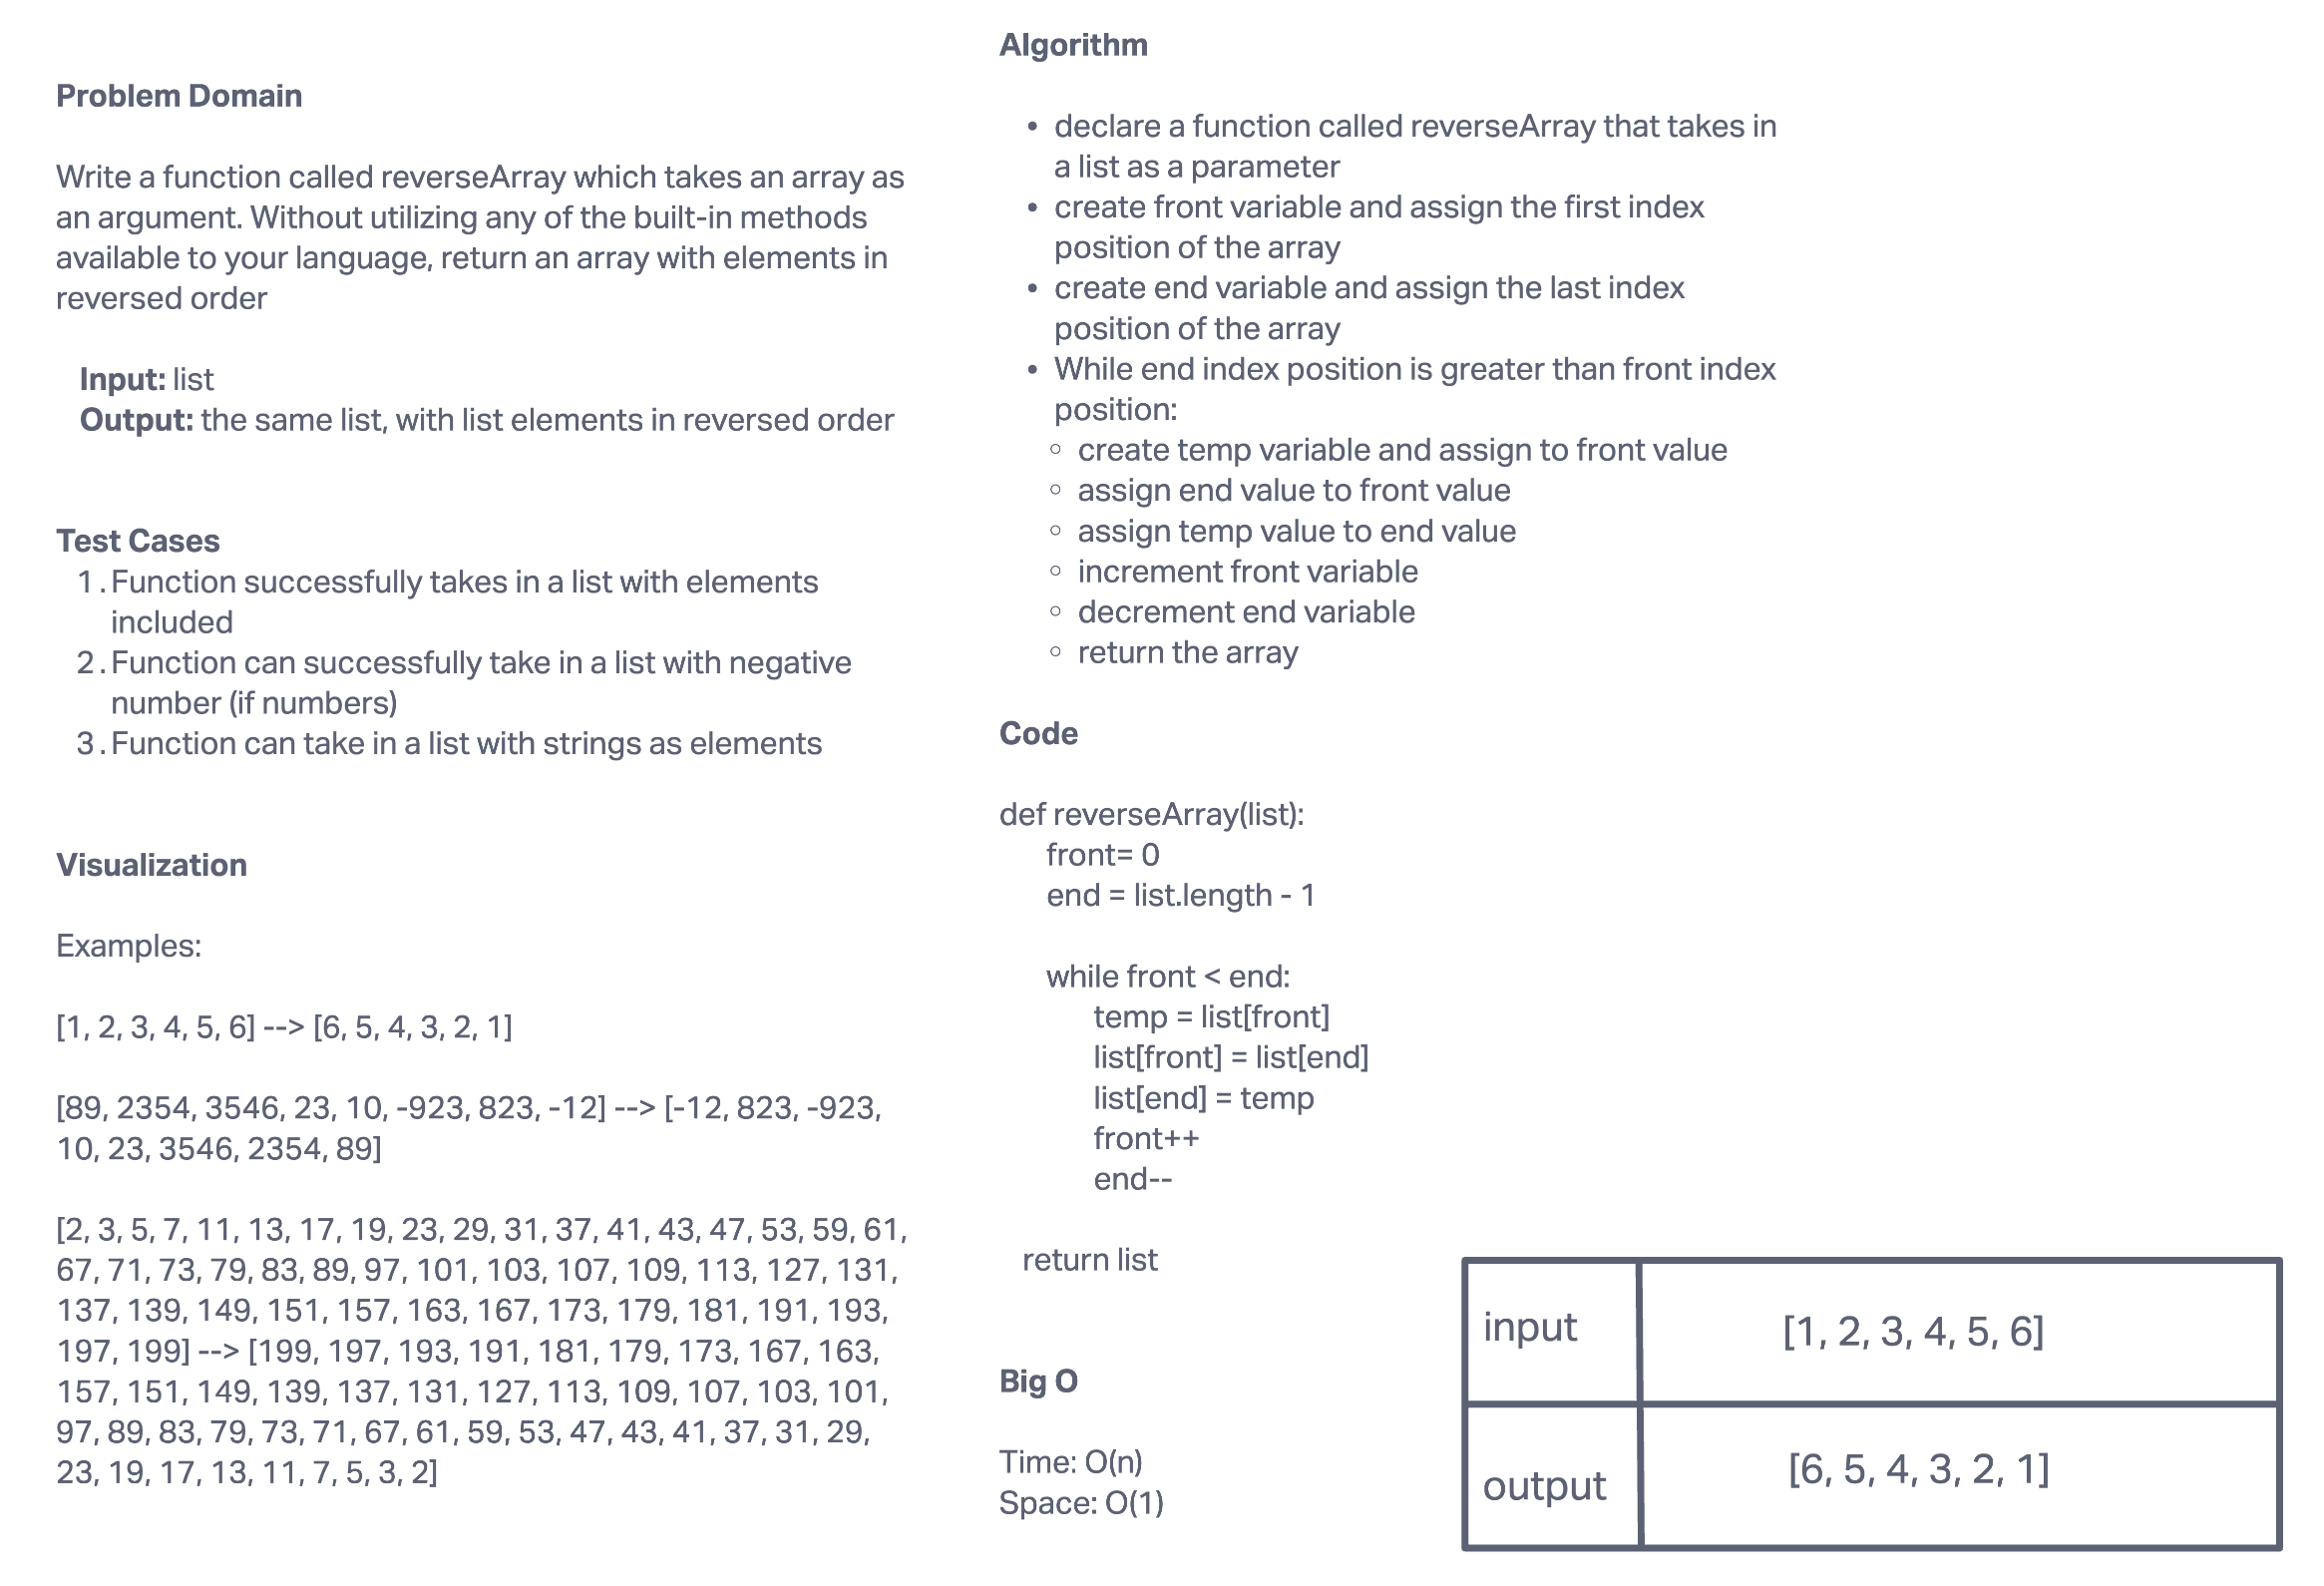 Problem Domain
Write a function called reverseArray which takes an array as
an argument. Without utilizing any of the built-in methods
available to your language, return an array with elements in
reversed order
Input: list
Output: the same list, with list elements in reversed order
Test Cases
1. Function successfully takes in a list with elements
included
2. Function can successfully take in a list with negative
number (if numbers)
3. Function can take in a list with strings as elements
Visualization
Examples:
[1, 2, 3, 4, 5, 6] --> [6, 5, 4, 3, 2, 1]
[89, 2354, 3546, 23, 10, -923, 823, -12] --> [-12, 823, -923,
10, 23, 3546, 2354, 89]
[2, 3, 5, 7, 11, 13, 17, 19, 23, 29, 31, 37, 41, 43, 47, 53, 59, 61,
67, 71, 73, 79, 83, 89, 97, 101, 103, 107, 109, 113, 127, 131,
137, 139, 149, 151, 157, 163, 167, 173, 179, 181, 191, 193,
197, 199] --> [199, 197, 193, 191, 181, 179, 173, 167, 163,
157, 151, 149, 139, 137, 131, 127, 113, 109, 107, 103, 101,
97, 89, 83, 79, 73, 71, 67, 61, 59, 53, 47, 43, 41, 37, 31, 29,
23, 19, 17, 13, 11, 7, 5, 3, 2]
Algorithm
• declare a function called reverseArray that takes in
a list as a parameter
• create front variable and assign the first index
position of the array
• create end variable and assign the last index
position of the array
• While end index position is greater than front index
position:
◦ create temp variable and assign to front value
◦ assign end value to front value
◦ assign temp value to end value
◦ increment front variable
◦ decrement end variable
◦ return the array
Code
def reverseArray(list):
front= 0
end = list.length - 1
while front < end:
temp = list[front]
list[front] = list[end]
list[end] = temp
front++
end--
return list
Big O
Time: O(n)
Space: O(1)
input
[1, 2, 3, 4, 5, 6]
output
[6, 5, 4, 3, 2, 1]